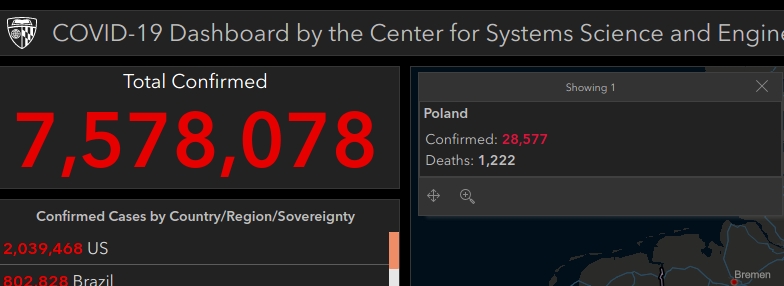 COVID-19 Dashboard by the Center for Systems Science and Engine
Total Confirmed
7,578,078
Confirmed Cases by Country/Region/Sovereignty
2,039,468 US
802,828 Brazil
Showing 1
Poland
Confirmed: 28,577
Deaths: 1,222
Bremen